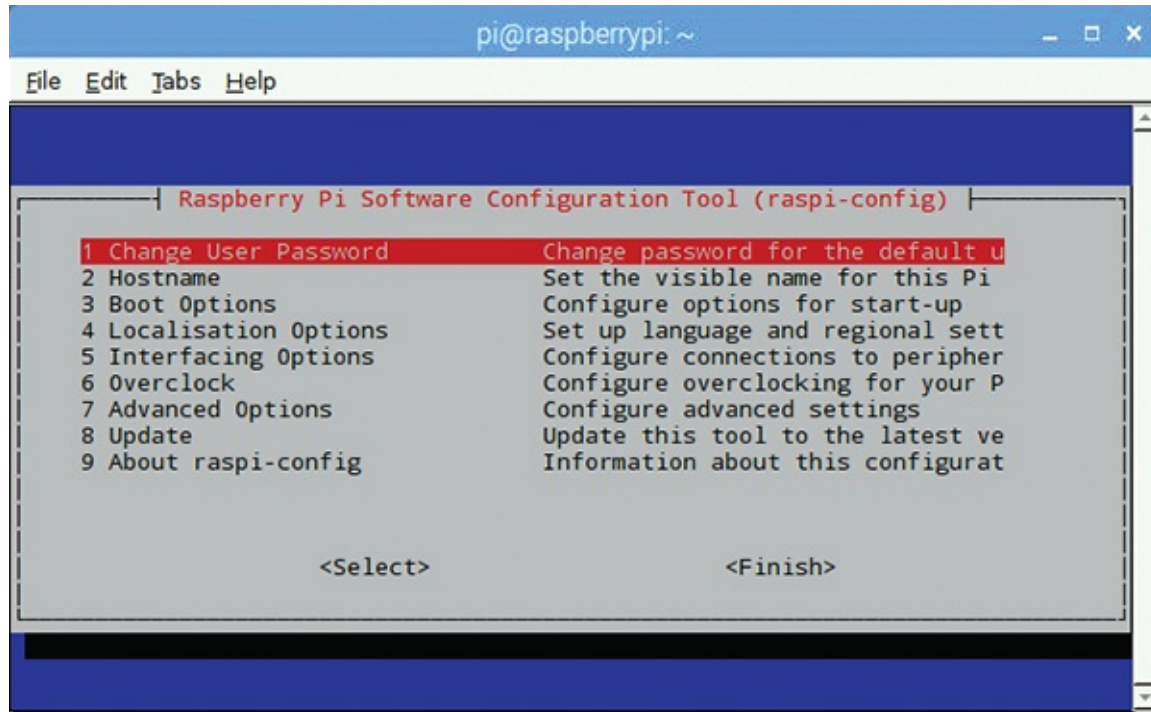 pi@raspberrypi: ~
File Edit Tabs Help
Raspberry Pi Software Configuration Tool (raspi-config)
1 Change User Password Change password for the default u
2 Hostname Set the visible name for this Pi
3 Boot Options Configure options for start-up
4 Localisation Options Set up language and regional sett
5 Interfacing Options Configure connections to peripher
6 Overclock Configure overclocking for your P
7 Advanced Options Configure advanced settings
8 Update Update this tool to the latest ve
9 About raspi-config Information about this configurat
<Select> <Finish>